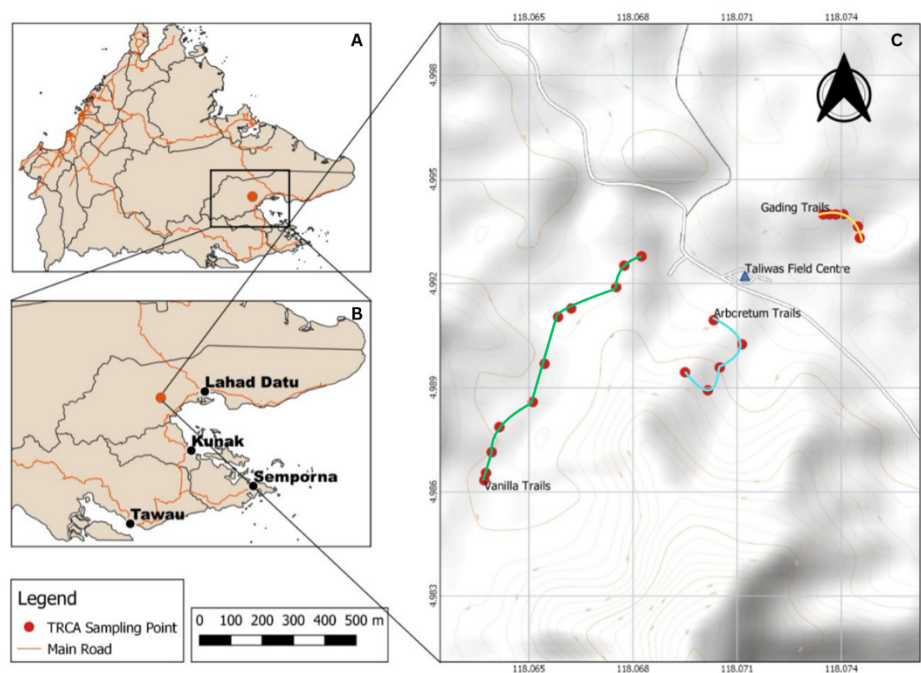 A
B
Lahad Datu
Kunak
Semporna
Tawau
Legend
TRCA Sampling Point
Main Road
0 100 200 300 400 500 m
118.065 118.068 118.071 118.074
C
4.998
4.995
4.992
4.989
4.986
4.983
Gading Trails
Taliwas Field Centre
Arboretum Trails
Vanilla Trails
118.065 118.068 118.071 118.074